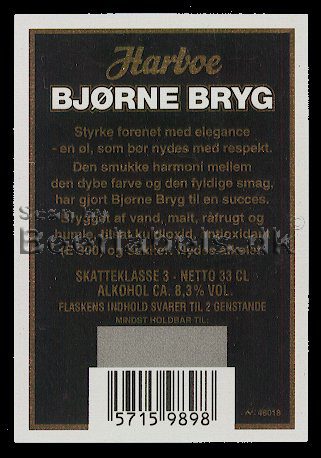 Harboe
BJØRNE BRYG
Styrke forenet med elegance
- en øl, som bør nydes med respekt.
Den smukke harmoni mellem
den dybe farve og den fyldige smag,
har gjort Bjørne Bryg til en succes.
Brygget af vand, malt, råfrugt og
humle, tilsat kuldioxid, antioxidant
SKATTEKLASSE 3 - NETTO 33 CL
ALKOHOL CA. 8,3% VOL.
FLASKENS INDHOLD SVARER TIL 2 GENSTANDE
MINDST HOLDBAR TIL:
5715 9898
46018
Beerlabels.dk